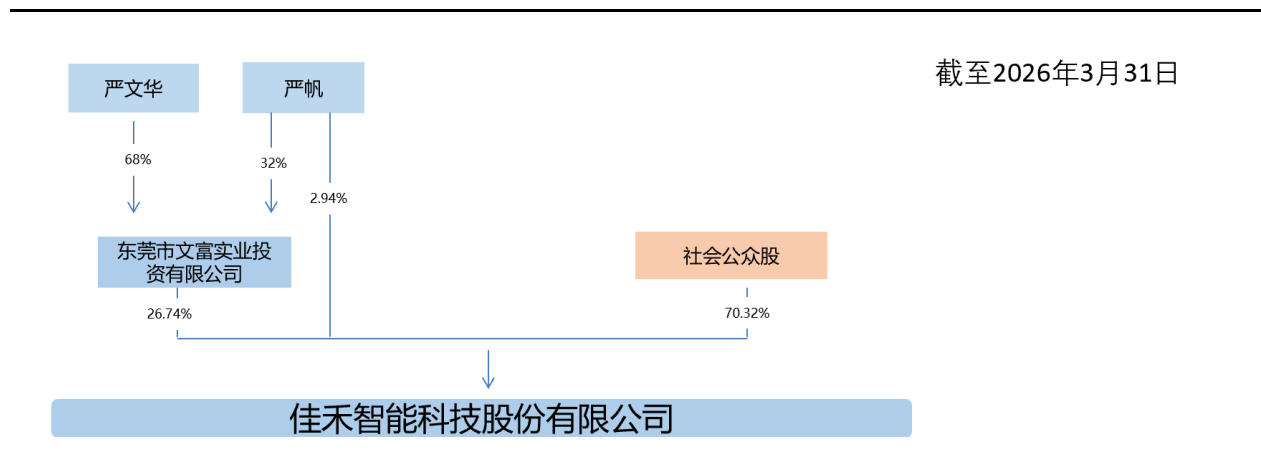 截至2026年3月31日
严文华
严帆
68%
32%
2.94%
东莞市文富实业投
资有限公司
社会公众股
26.74%
70.32%
佳禾智能科技股份有限公司